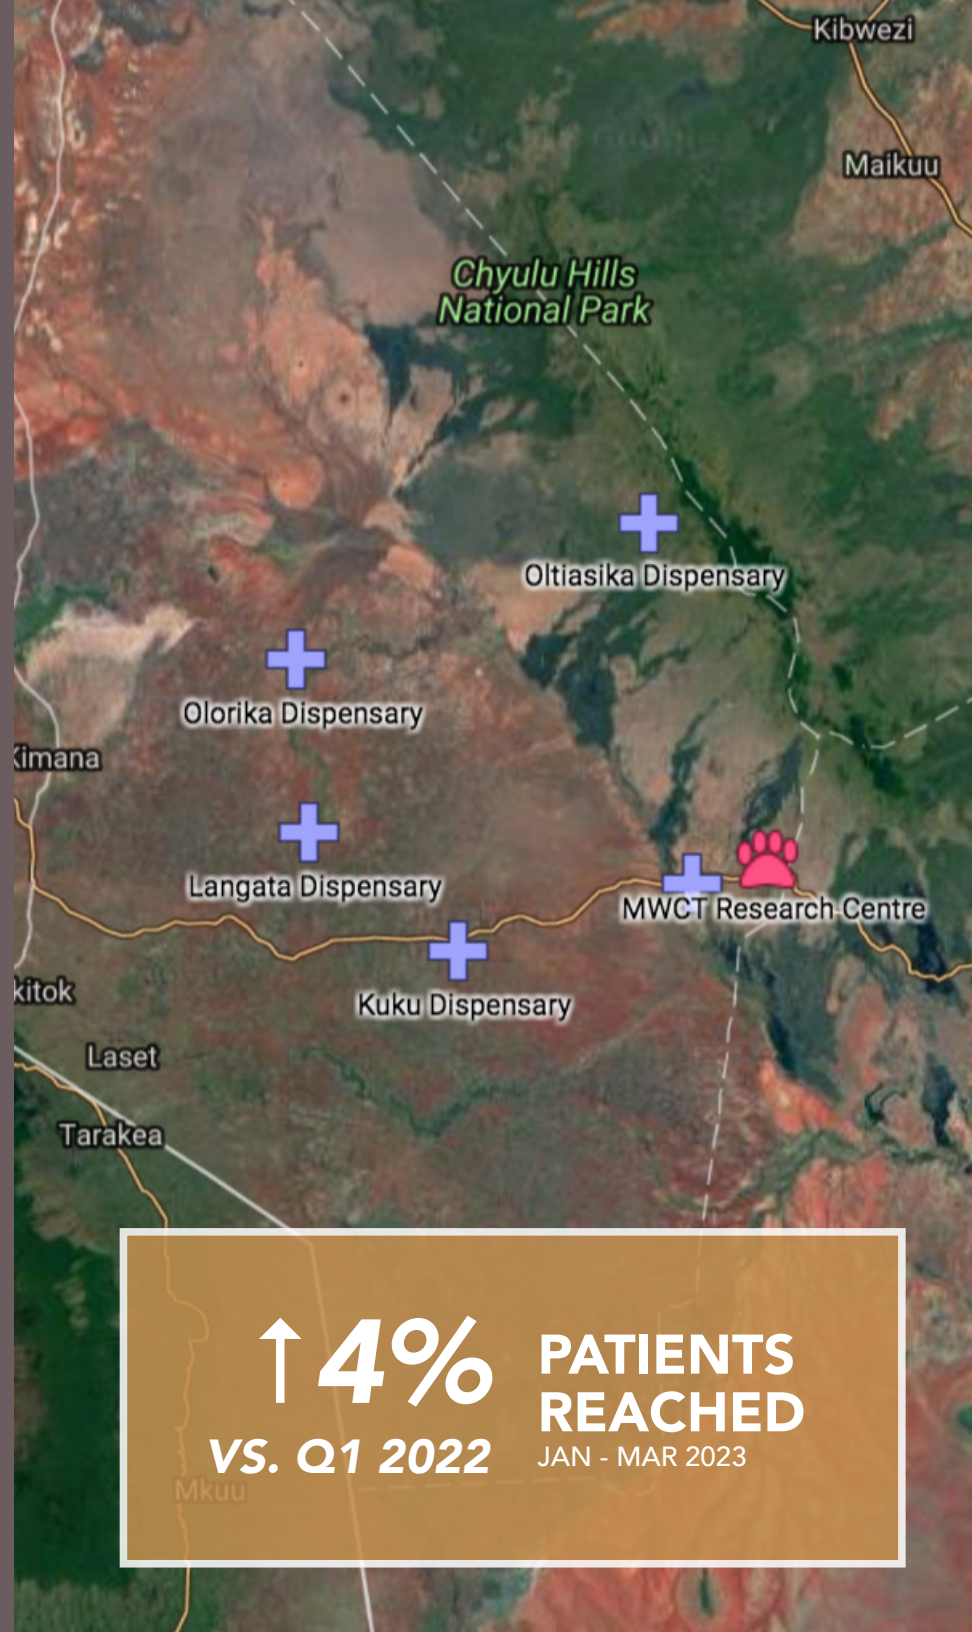 Kibwezi
Maikuu
Chyulu Hills
National Park
Oltiasika Dispensary
Olorika Dispensary
Kimana
Langata Dispensary
MWCT Research Centre
kitok
Kuku Dispensary
Laset
Tarakea
↑4%
VS. Q1 2022
PATIENTS
REACHED
JAN - MAR 2023
Mkuu